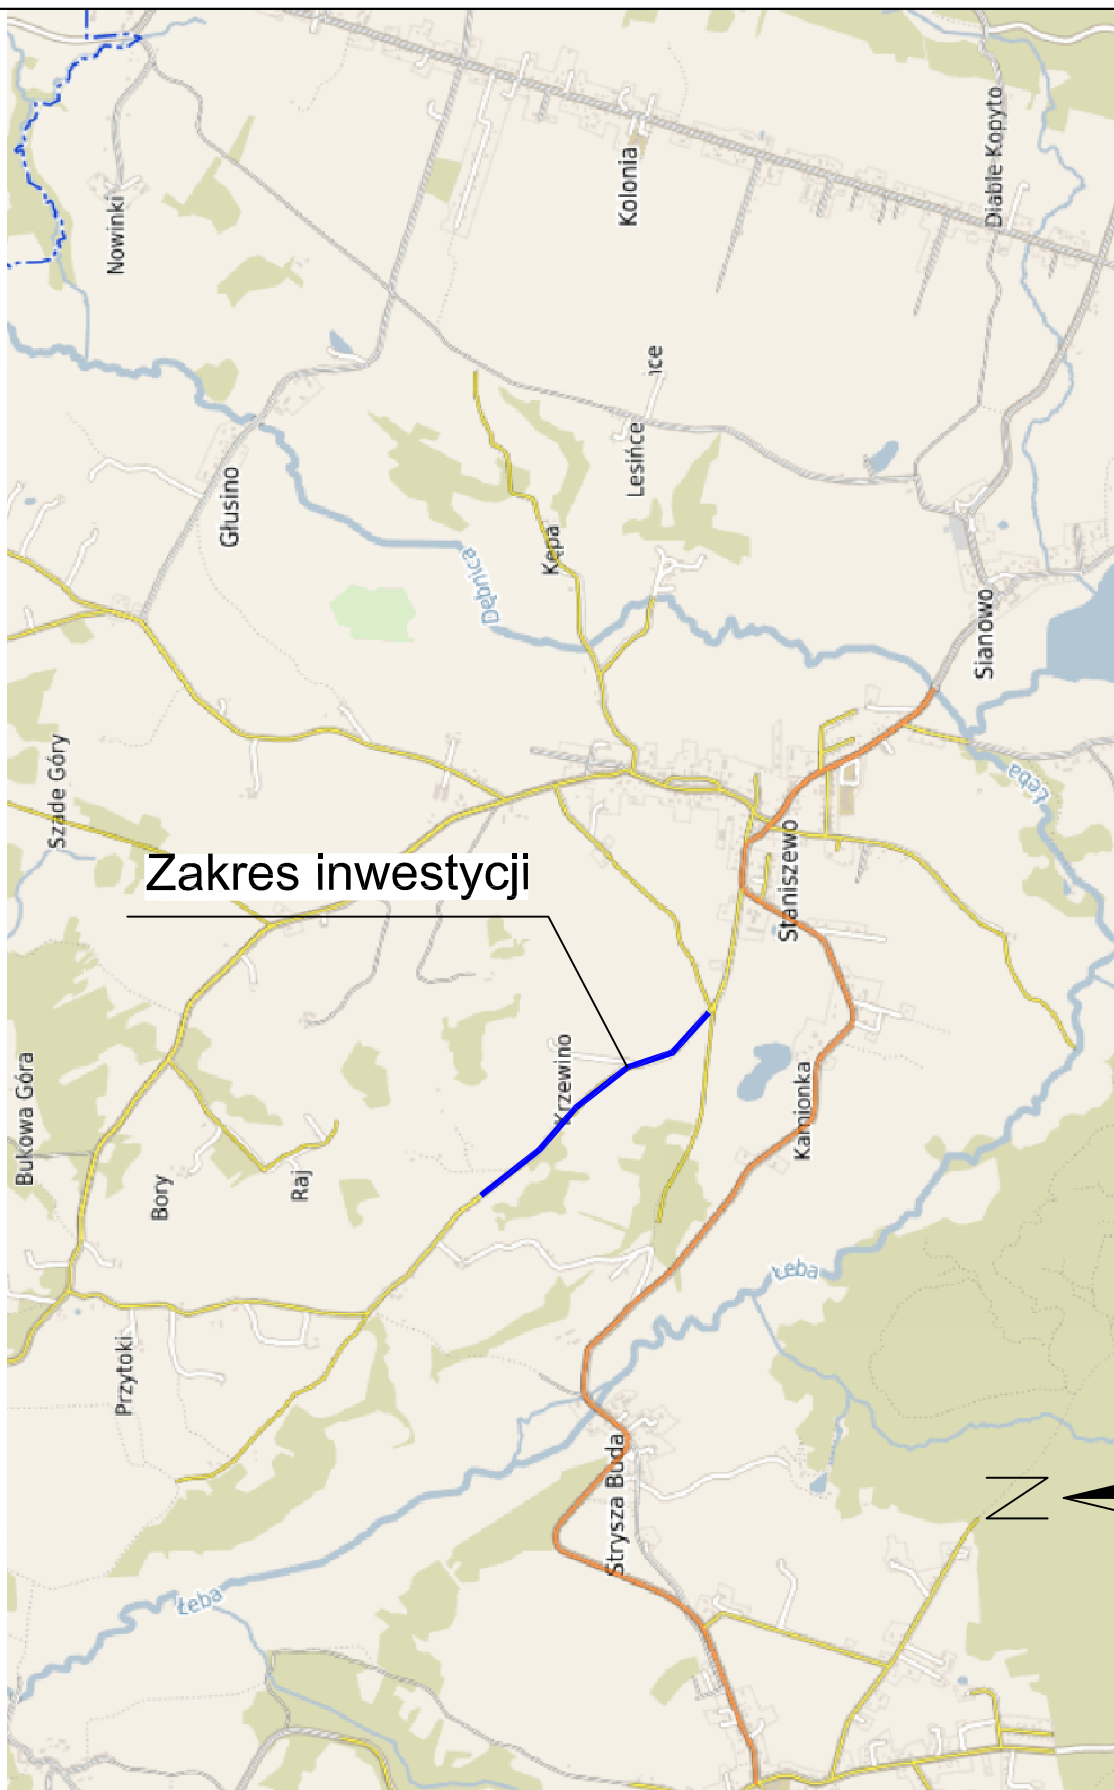 Nowinki
Kolonia
Diable Kopyto
Głusino
Lesińce
Kępa
Dębnica
Sianowo
Szade Góry
Łeba
Staniszewo
Zakres inwestycji
Bukowa Góra
Krzewino
Kamionka
Bory
Raj
Łeba
Przytoki
Strysza Buda
N
Łeba